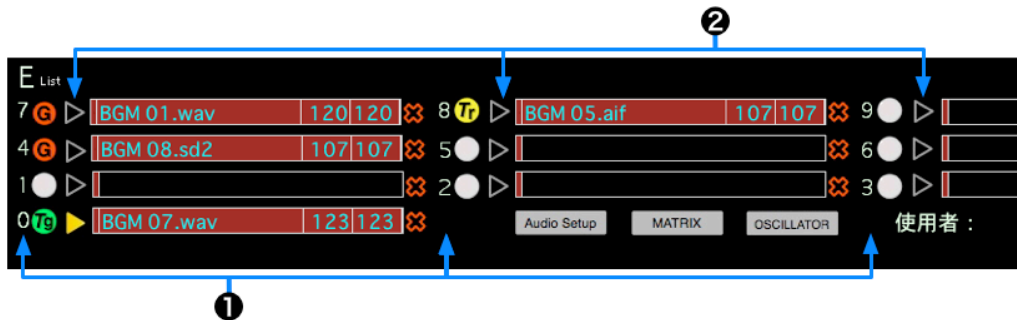 ❷
E List
7 G BGM 01.wav 120 120 8 Tr BGM 05.aif 107 107 9
4 G BGM 08.sd2 107 107 5 6
1 2 3
0 Tg BGM 07.wav 123 123 Audio Setup MATRIX OSCILLATOR 使用者：
❶